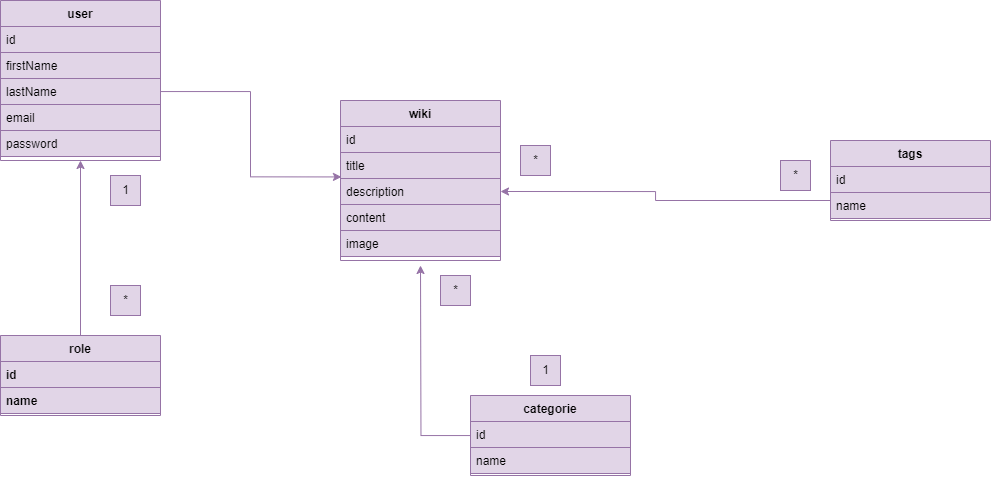 user
id
firstName
lastName
email
password
1
*
role
id
name
wiki
id
title
description
content
image
*
*
tags
id
name
*
1
categorie
id
name